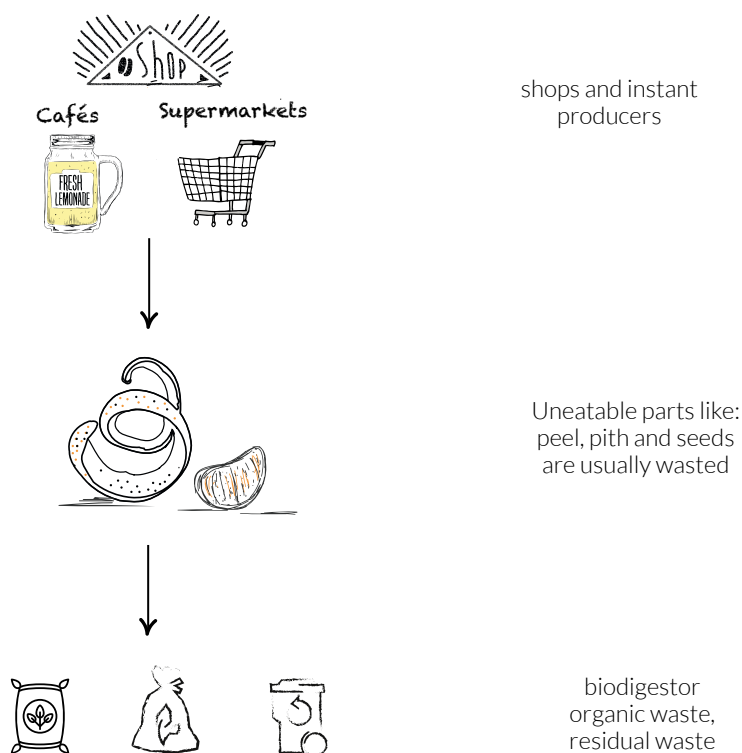 Shop
Cafés
Supermarkets
FRESH
LEMONADE
shops and instant
producers
Uneatable parts like:
peel, pith and seeds
are usually wasted
biodigestor
organic waste,
residual waste